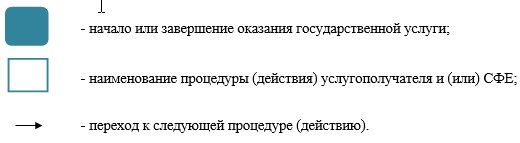 - начало или завершение оказания государственной услуги;
- наименование процедуры (действия) услугополучателя и (или) СФЕ;
- переход к следующей процедуре (действию).